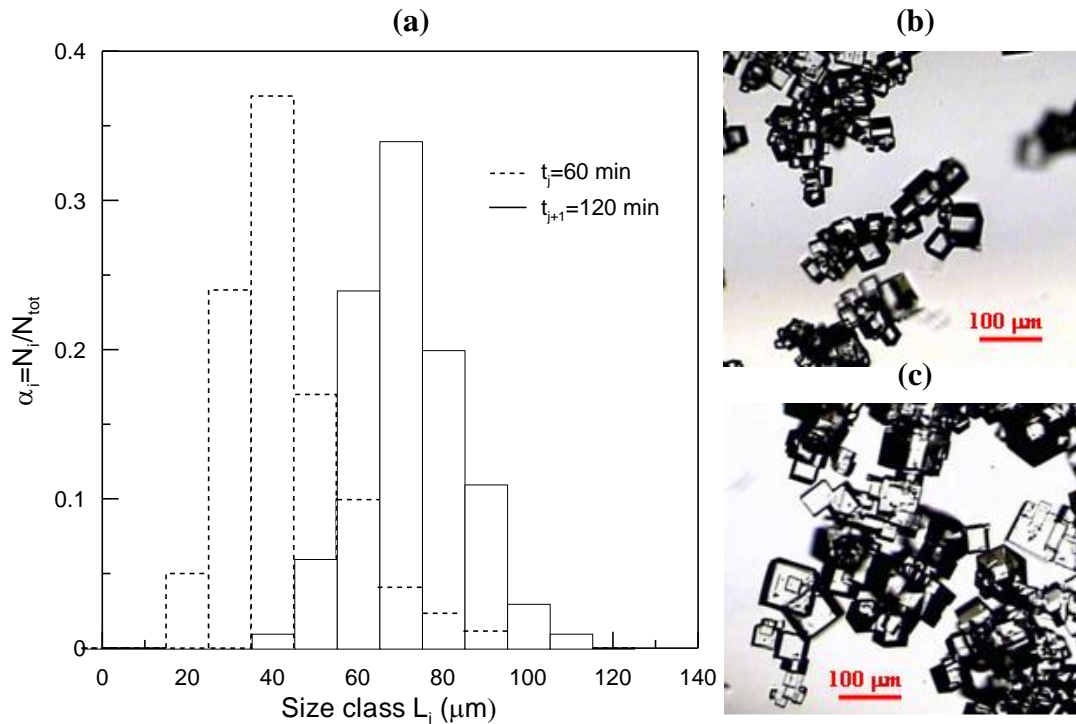 (a)
0.4
0.3
0.2
0.1
0
α_i=N_i/N_tot
t_j=60 min
t_j+1=120 min
0 20 40 60 80 100 120 140
Size class L_i (μm)
(b)
100 μm
(c)
100 μm